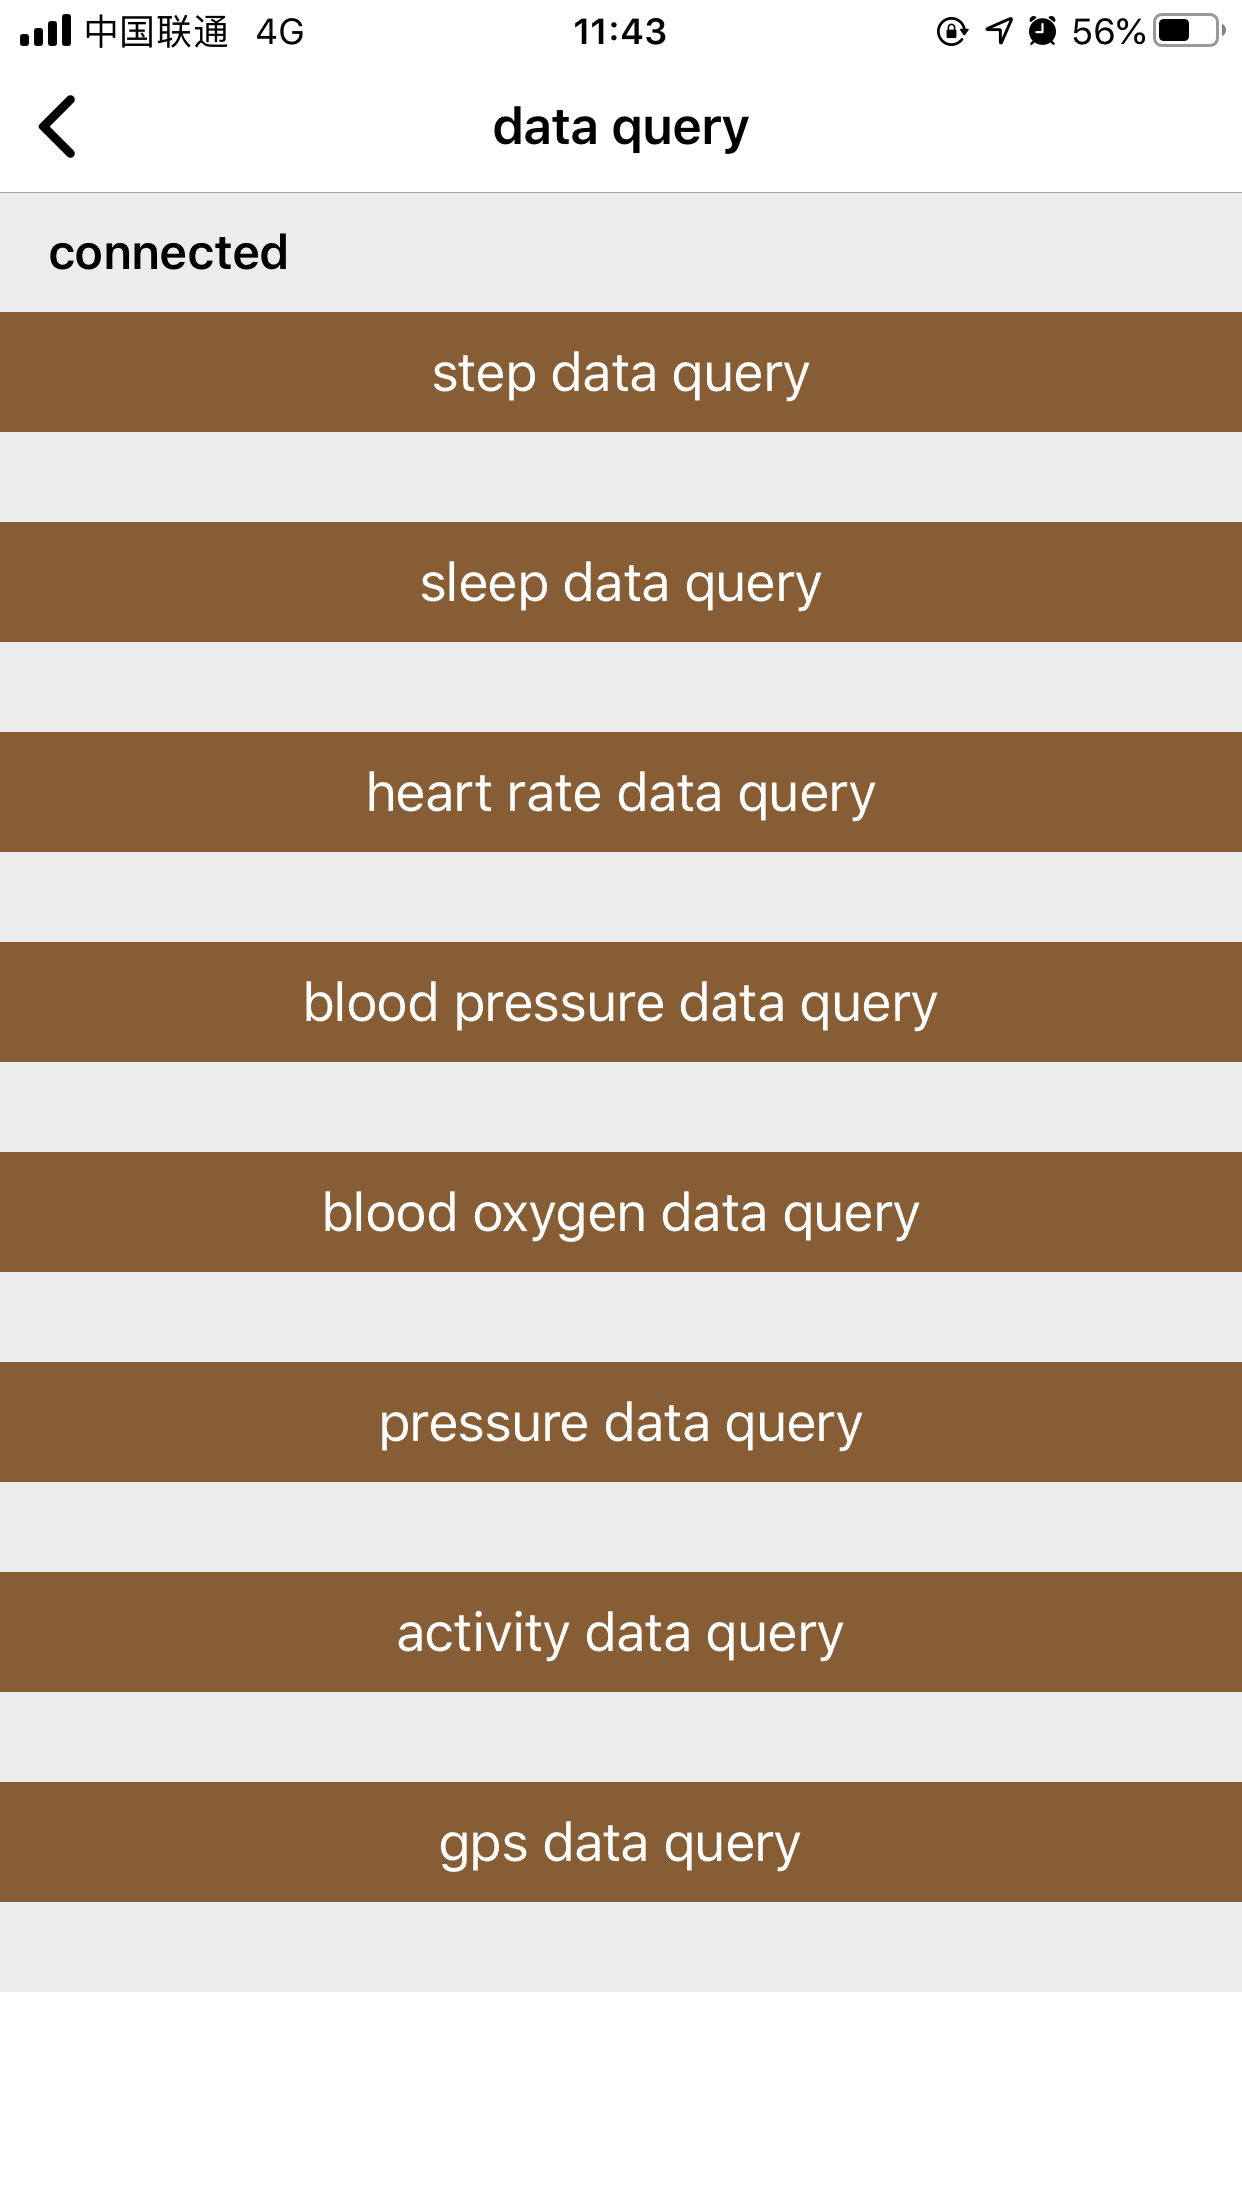 中国联通 4G 11:43 56%
data query
connected
step data query
sleep data query
heart rate data query
blood pressure data query
blood oxygen data query
pressure data query
activity data query
gps data query